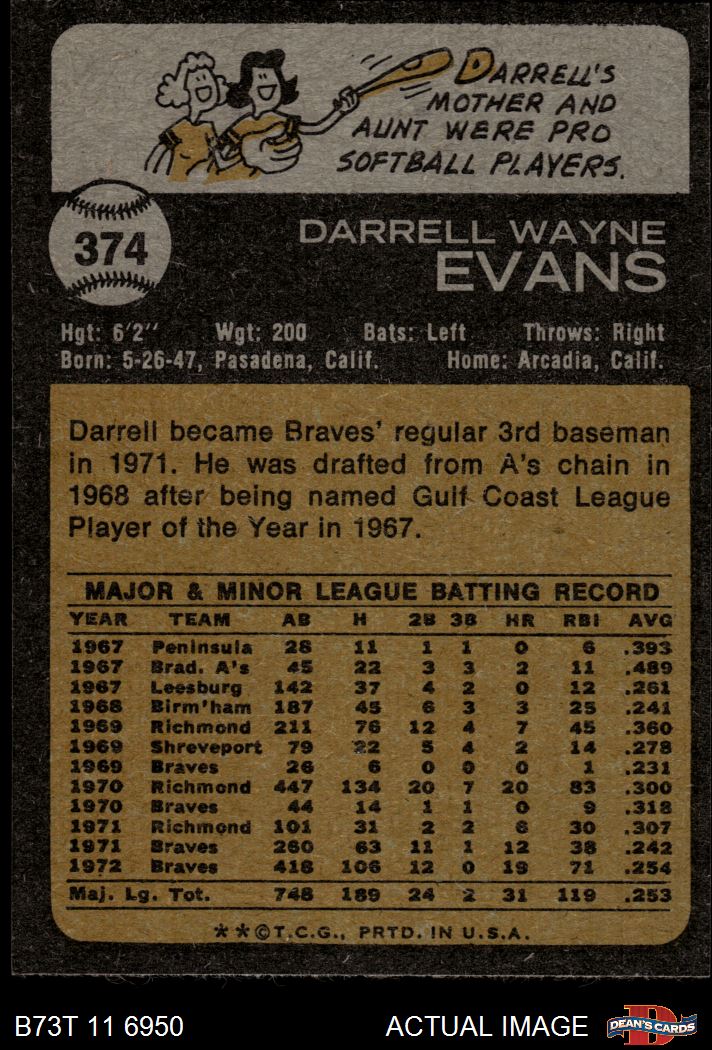 DARRELL'S
MOTHER AND
AUNT WERE PRO
SOFTBALL PLAYERS.
374
DARRELL WAYNE
EVANS
Hgt: 6'2" Wgt: 200 Bats: Left Throws: Right
Born: 5-26-47, Pasadena, Calif. Home: Arcadia, Calif.
Darrell became Braves' regular 3rd baseman
in 1971. He was drafted from A's chain in
1968 after being named Gulf Coast League
Player of the Year in 1967.
MAJOR & MINOR LEAGUE BATTING RECORD
YEAR TEAM AB H 2B 3B HR RBI AVG
1967 Peninsula 28 11 1 1 0 6 .393
1967 Brad. A's 45 22 3 3 2 11 .489
1967 Leesburg 142 37 4 2 0 12 .261
1968 Birm'ham 187 45 6 3 3 25 .241
1969 Richmond 211 76 12 4 7 45 .360
1969 Shreveport 79 22 5 4 2 14 .278
1969 Braves 26 6 0 0 0 1 .231
1970 Richmond 447 134 20 7 20 83 .300
1970 Braves 44 14 1 1 0 9 .318
1971 Richmond 101 31 2 2 6 30 .307
1971 Braves 260 63 11 1 12 38 .242
1972 Braves 418 106 12 0 19 71 .254
Maj. Lg. Tot. 748 189 24 2 31 119 .253
**©T.C.G., PRTD. IN U.S.A.
B73T 11 6950 ACTUAL IMAGE DEAN'S CARDS